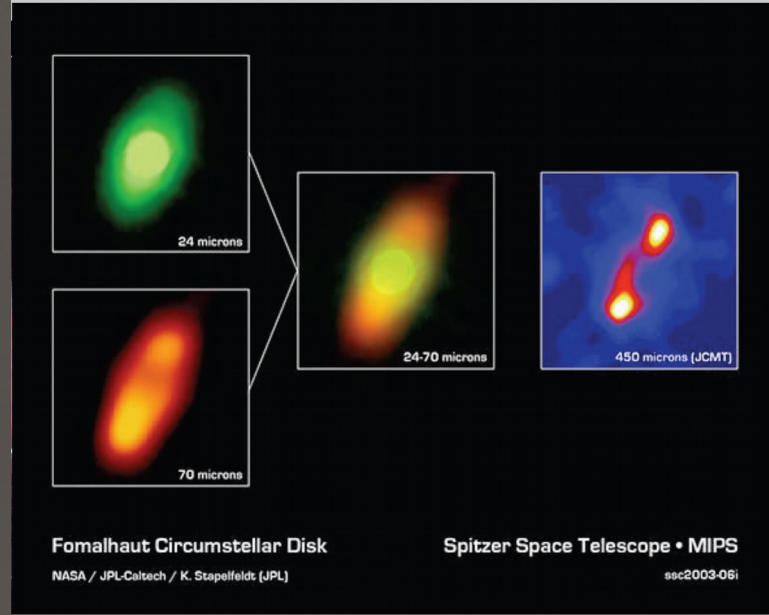 24 microns
70 microns
24-70 microns
450 microns (JCMT)
Fomalhaut Circumstellar Disk
NASA / JPL-Caltech / K. Stapelfeldt (JPL)
Spitzer Space Telescope • MIPS
ssc2003-06i